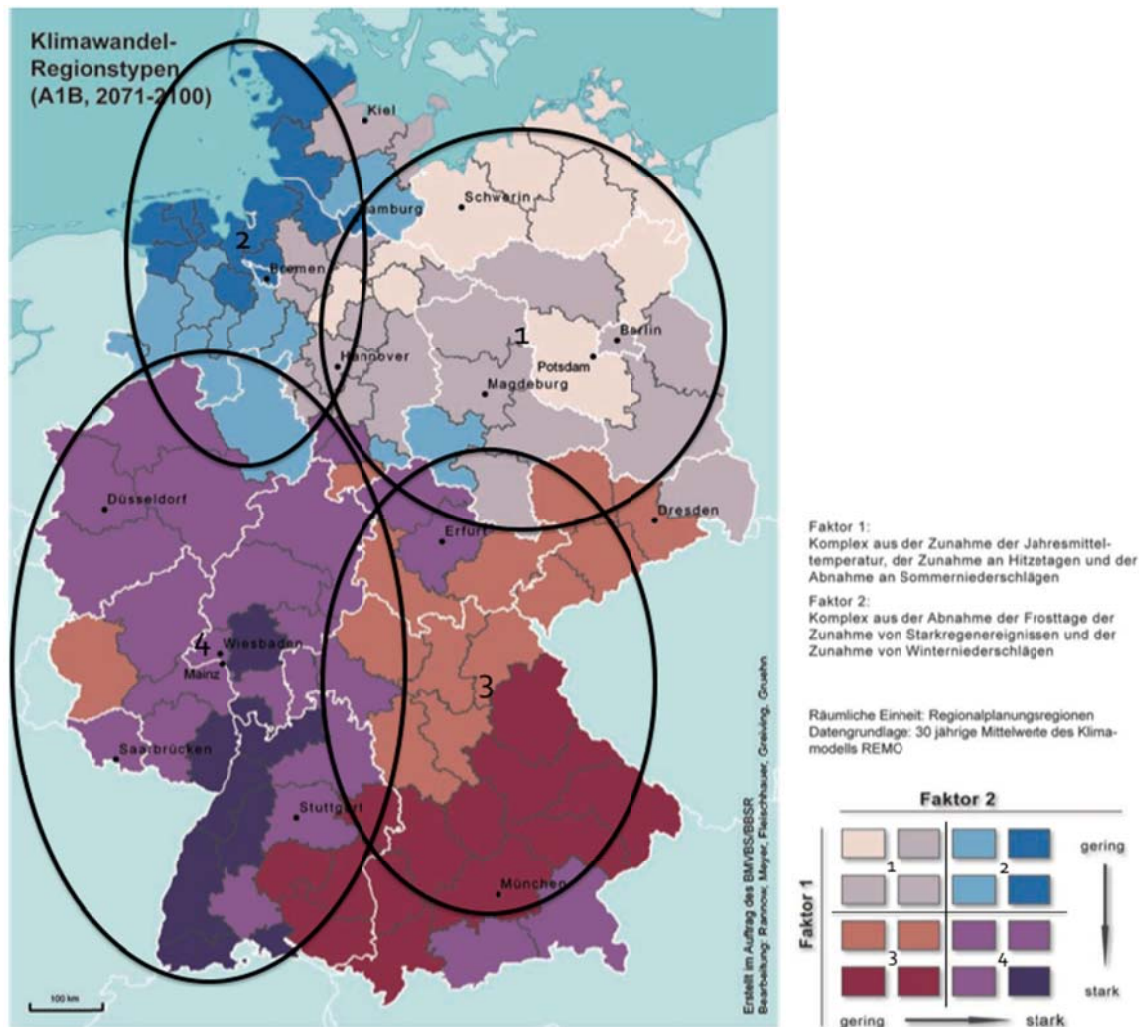 Klimawandel-
Regionstypen
(A1B, 2071-2100)
Kiel
Schwerin
Hamburg
2
Bremen
1
Berlin
Potsdam
Hannover
Magdeburg
Düsseldorf
Erfurt
Dresden
4
Wiesbaden
Mainz
3
Saarbrücken
Stuttgart
München
100 km
Erstellt im Auftrag des BMVBS/BBSR
Bearbeitung: Rannow, Meyer, Fleischhauer, Greiving, Gruehn
Faktor 1:
Komplex aus der Zunahme der Jahresmittel-
temperatur, der Zunahme an Hitzetagen und der
Abnahme an Sommerniederschlägen
Faktor 2:
Komplex aus der Abnahme der Frosttage der
Zunahme von Starkregenereignissen und der
Zunahme von Winterniederschlägen
Räumliche Einheit: Regionalplanungsregionen
Datengrundlage: 30 jährige Mittelwerte des Klima-
modells REMO
Faktor 2
Faktor 1
gering
1
2
3
4
stark
gering
stark